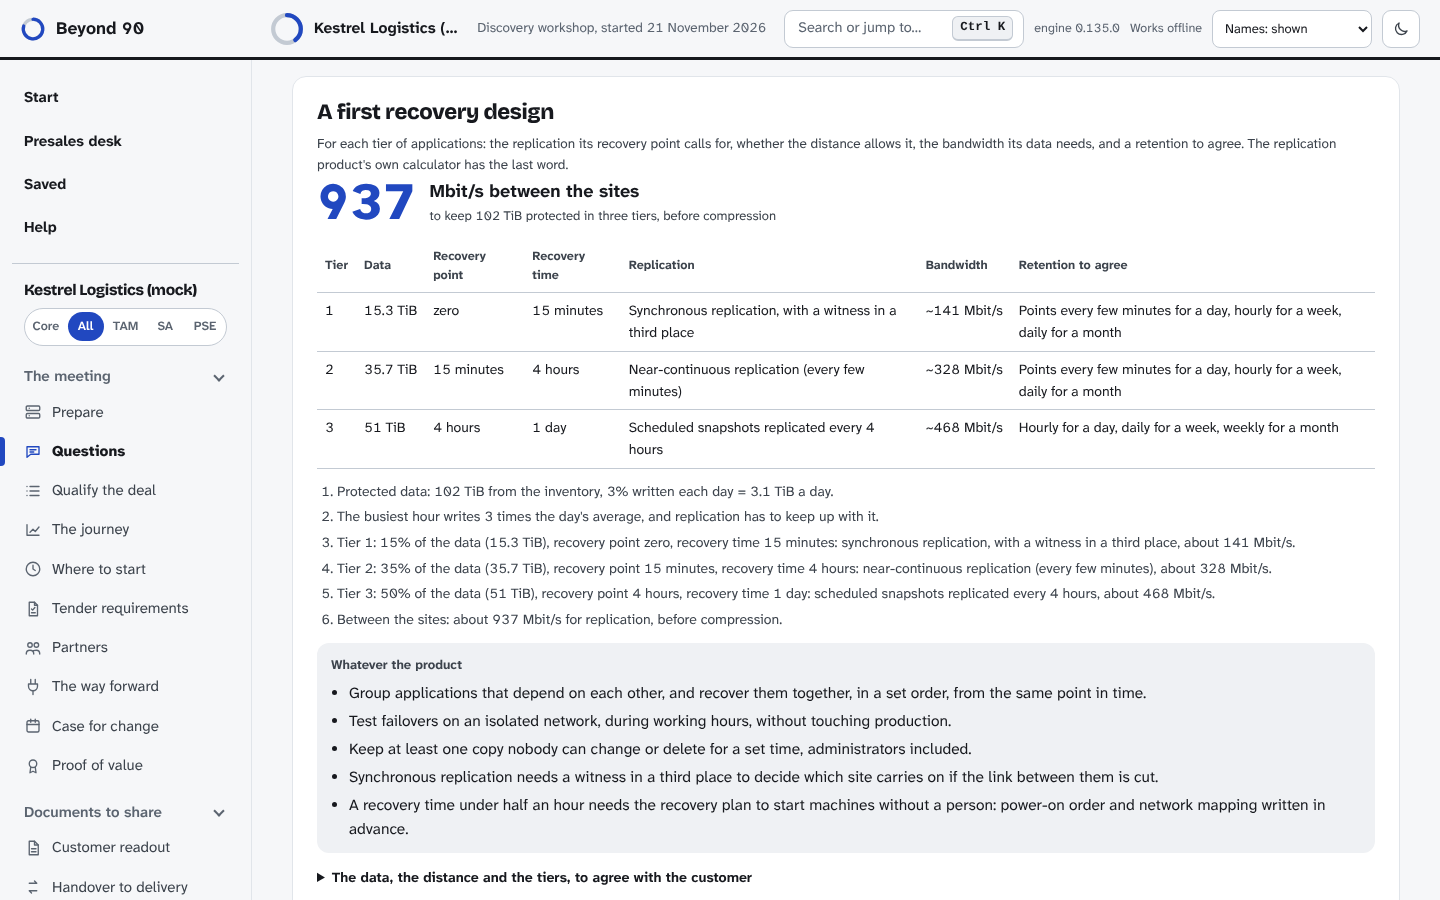 Beyond 90
Kestrel Logistics (...
Discovery workshop, started 21 November 2026
Search or jump to...
Ctrl K
engine 0.135.0
Works offline
Names: shown
Start
Presales desk
Saved
Help
Kestrel Logistics (mock)
Core All TAM SA PSE
The meeting
Prepare
Questions
Qualify the deal
The journey
Where to start
Tender requirements
Partners
The way forward
Case for change
Proof of value
Documents to share
Customer readout
Handover to delivery
A first recovery design
For each tier of applications: the replication its recovery point calls for, whether the distance allows it, the bandwidth its data needs, and a retention to agree. The replication
product's own calculator has the last word.
937 Mbit/s between the sites
to keep 102 TiB protected in three tiers, before compression
Tier Data Recovery point Recovery time Replication Bandwidth Retention to agree
1 15.3 TiB zero 15 minutes Synchronous replication, with a witness in a third place ~141 Mbit/s Points every few minutes for a day, hourly for a week, daily for a month
2 35.7 TiB 15 minutes 4 hours Near-continuous replication (every few minutes) ~328 Mbit/s Points every few minutes for a day, hourly for a week, daily for a month
3 51 TiB 4 hours 1 day Scheduled snapshots replicated every 4 hours ~468 Mbit/s Hourly for a day, daily for a week, weekly for a month
1. Protected data: 102 TiB from the inventory, 3% written each day = 3.1 TiB a day.
2. The busiest hour writes 3 times the day's average, and replication has to keep up with it.
3. Tier 1: 15% of the data (15.3 TiB), recovery point zero, recovery time 15 minutes: synchronous replication, with a witness in a third place, about 141 Mbit/s.
4. Tier 2: 35% of the data (35.7 TiB), recovery point 15 minutes, recovery time 4 hours: near-continuous replication (every few minutes), about 328 Mbit/s.
5. Tier 3: 50% of the data (51 TiB), recovery point 4 hours, recovery time 1 day: scheduled snapshots replicated every 4 hours, about 468 Mbit/s.
6. Between the sites: about 937 Mbit/s for replication, before compression.
Whatever the product
• Group applications that depend on each other, and recover them together, in a set order, from the same point in time.
• Test failovers on an isolated network, during working hours, without touching production.
• Keep at least one copy nobody can change or delete for a set time, administrators included.
• Synchronous replication needs a witness in a third place to decide which site carries on if the link between them is cut.
• A recovery time under half an hour needs the recovery plan to start machines without a person: power-on order and network mapping written in
advance.
The data, the distance and the tiers, to agree with the customer